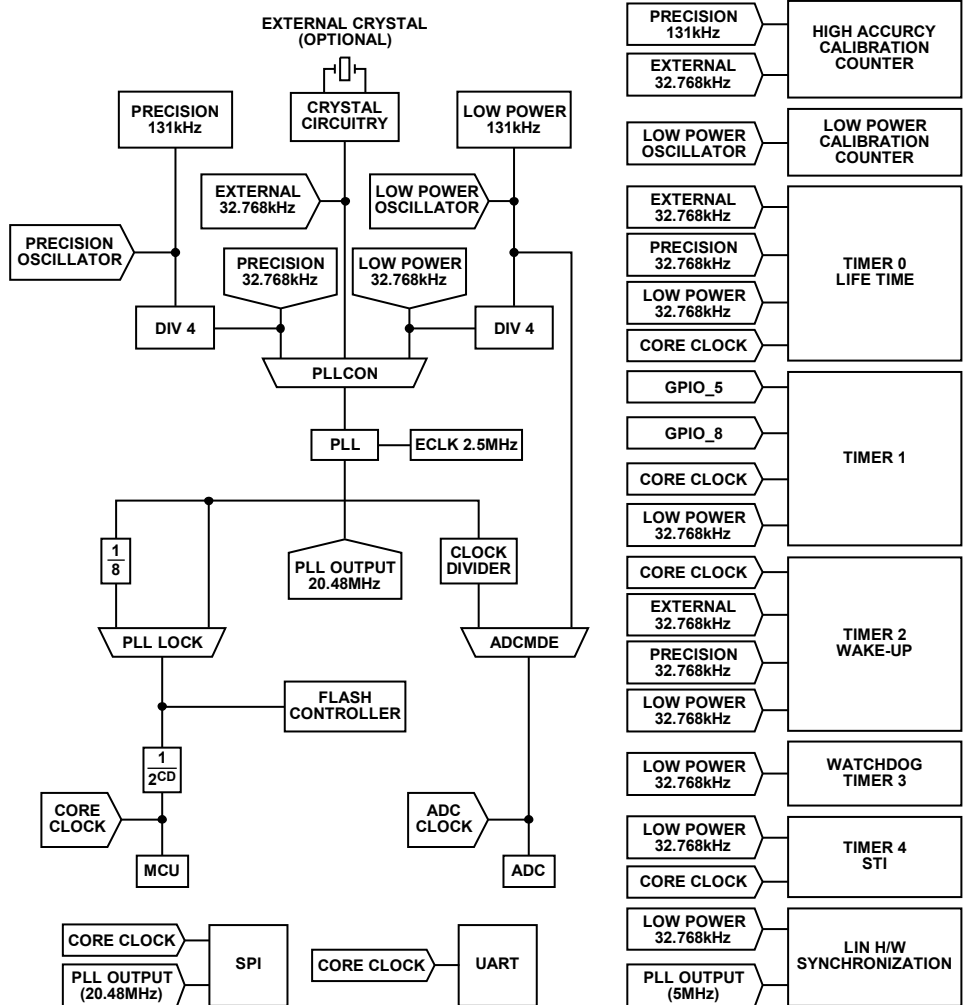 EXTERNAL CRYSTAL
(OPTIONAL)
PRECISION
131kHz
CRYSTAL
CIRCUITRY
LOW POWER
131kHz
EXTERNAL
32.768kHz
LOW POWER
OSCILLATOR
PRECISION
OSCILLATOR
PRECISION
32.768kHz
LOW POWER
32.768kHz
DIV 4
DIV 4
PLLCON
PLL
ECLK 2.5MHz
1
8
PLL OUTPUT
20.48MHz
CLOCK
DIVIDER
PLL LOCK
ADCMDE
FLASH
CONTROLLER
1
2CD
CORE
CLOCK
ADC
CLOCK
MCU
ADC
CORE CLOCK
PLL OUTPUT
(20.48MHz)
SPI
CORE CLOCK
UART
PRECISION
131kHz
EXTERNAL
32.768kHz
HIGH ACCURCY
CALIBRATION
COUNTER
LOW POWER
OSCILLATOR
LOW POWER
CALIBRATION
COUNTER
EXTERNAL
32.768kHz
PRECISION
32.768kHz
LOW POWER
32.768kHz
CORE CLOCK
TIMER 0
LIFE TIME
GPIO_5
GPIO_8
CORE CLOCK
LOW POWER
32.768kHz
TIMER 1
CORE CLOCK
EXTERNAL
32.768kHz
PRECISION
32.768kHz
LOW POWER
32.768kHz
TIMER 2
WAKE-UP
LOW POWER
32.768kHz
WATCHDOG
TIMER 3
LOW POWER
32.768kHz
CORE CLOCK
TIMER 4
STI
LOW POWER
32.768kHz
PLL OUTPUT
(5MHz)
LIN H/W
SYNCHRONIZATION